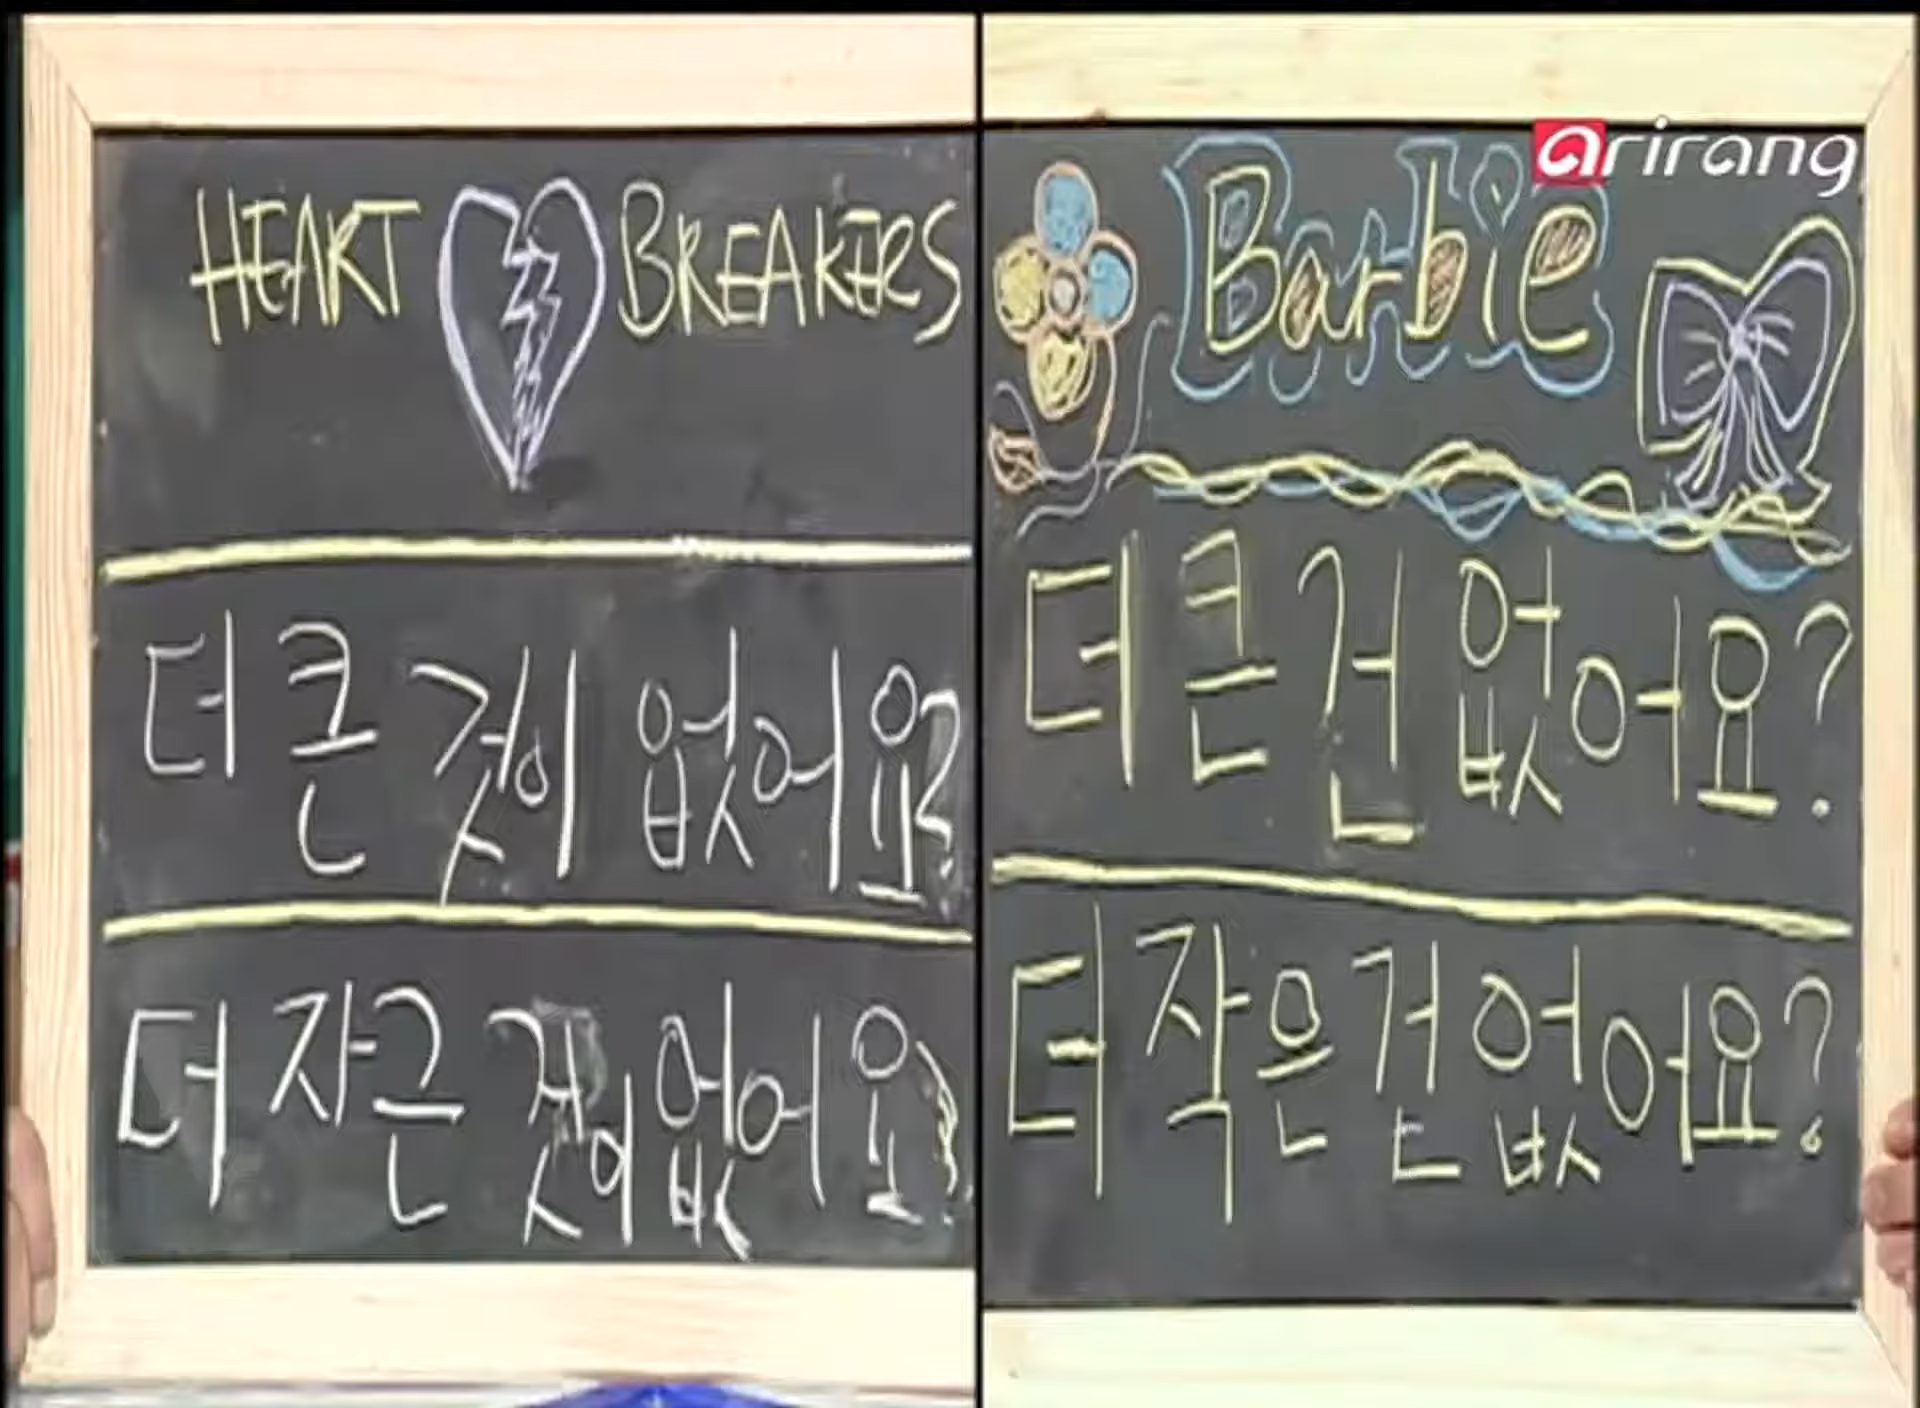 HEART BREAKERS
더 큰 것이 없어요?
더 자근 것이 없어요?
arirang
Barbie
더 큰 건 없어요?
더 작은 건 없어요?